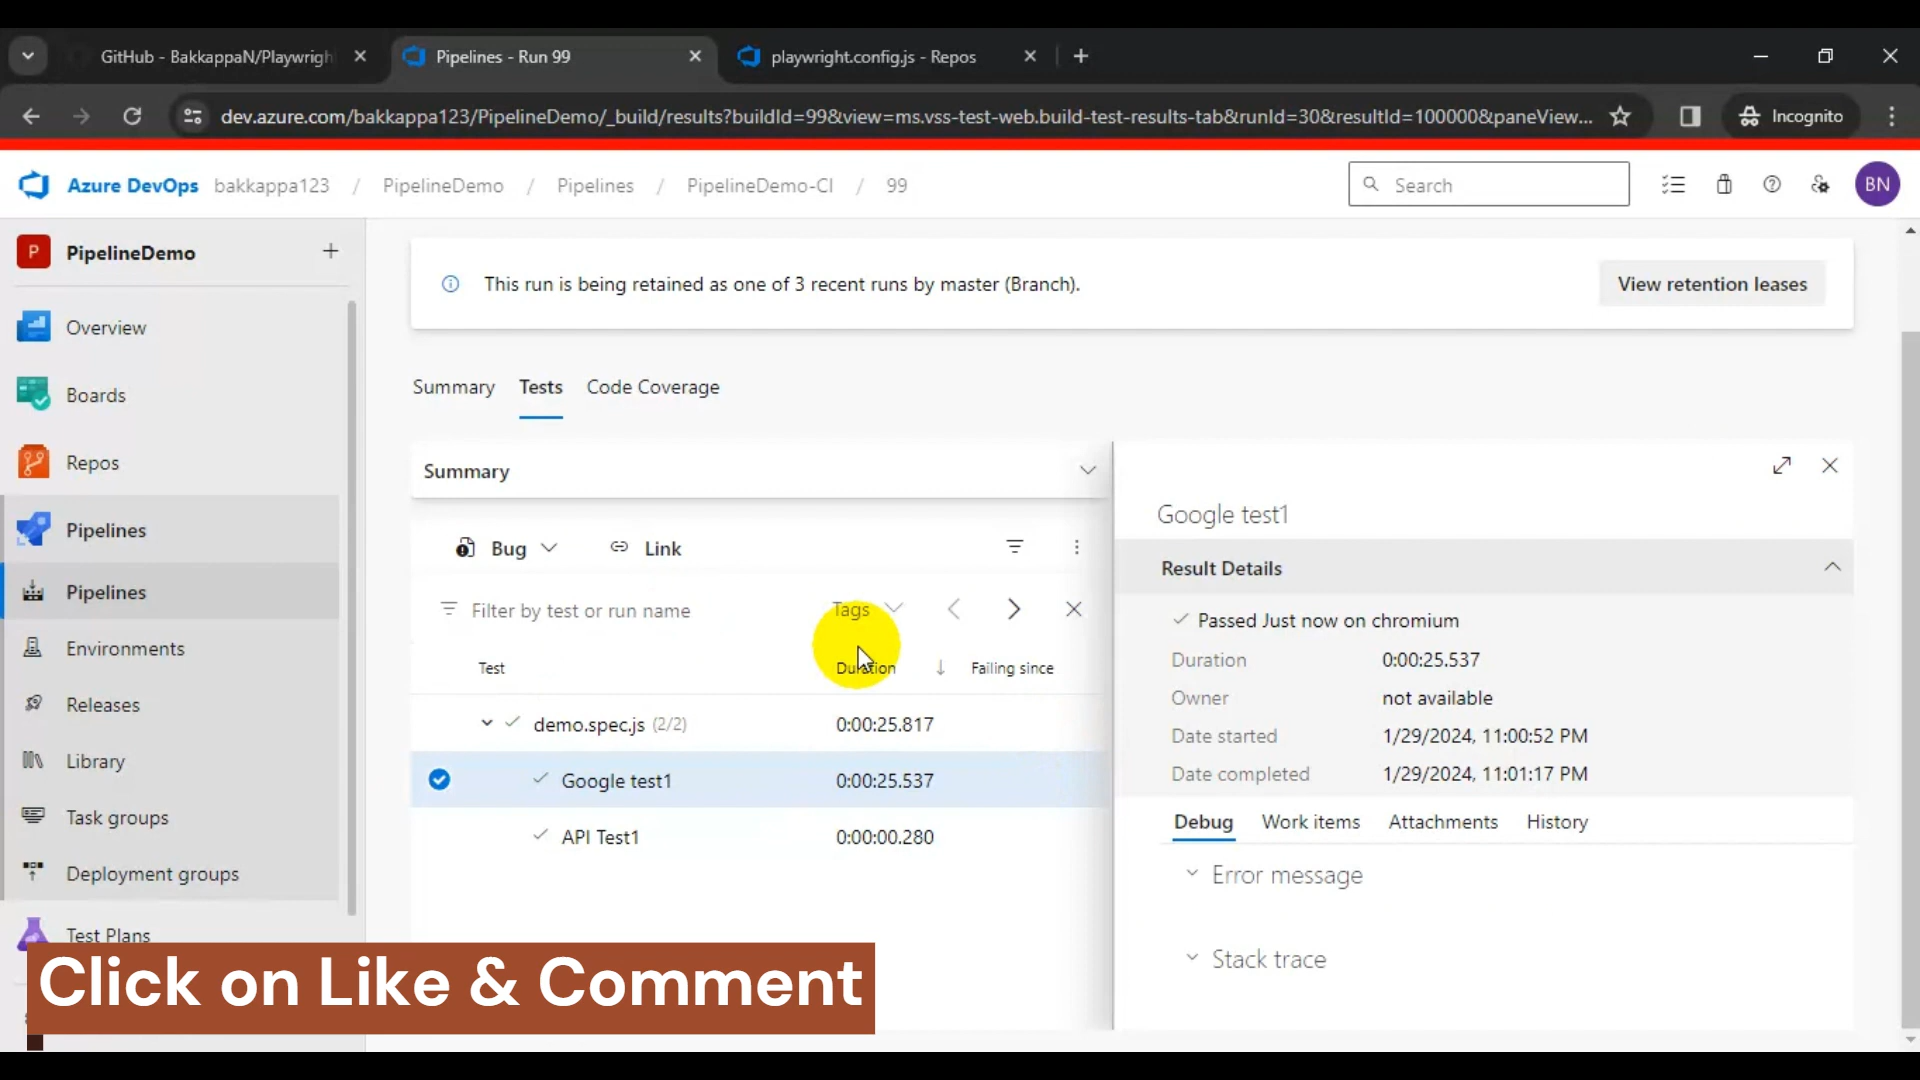 GitHub - BakkappaN/Playwrigh
Pipelines - Run 99
playwright.config.js - Repos
dev.azure.com/bakkappa123/PipelineDemo/_build/results?buildId=99&view=ms.vss-test-web.build-test-results-tab&runId=30&resultId=100000&paneView...
Incognito
Azure DevOps bakkappa123 / PipelineDemo / Pipelines / PipelineDemo-CI / 99
Search
BN
P PipelineDemo
Overview
Boards
Repos
Pipelines
Pipelines
Environments
Releases
Library
Task groups
Deployment groups
Test Plans
This run is being retained as one of 3 recent runs by master (Branch).
View retention leases
Summary Tests Code Coverage
Summary
Bug Link
Filter by test or run name Tags
Test Duration Failing since
demo.spec.js (2/2) 0:00:25.817
Google test1 0:00:25.537
API Test1 0:00:00.280
Google test1
Result Details
Passed Just now on chromium
Duration 0:00:25.537
Owner not available
Date started 1/29/2024, 11:00:52 PM
Date completed 1/29/2024, 11:01:17 PM
Debug Work items Attachments History
Error message
Stack trace
Click on Like & Comment